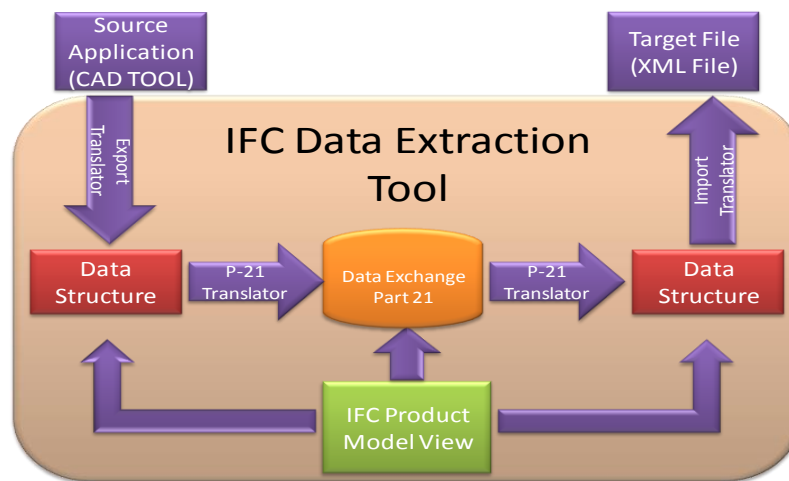 Source
Application
(CAD TOOL)
Target File
(XML File)
IFC Data Extraction
Tool
Export
Translator
Import
Translator
Data
Structure
P-21
Translator
Data Exchange
Part 21
P-21
Translator
Data
Structure
IFC Product
Model View